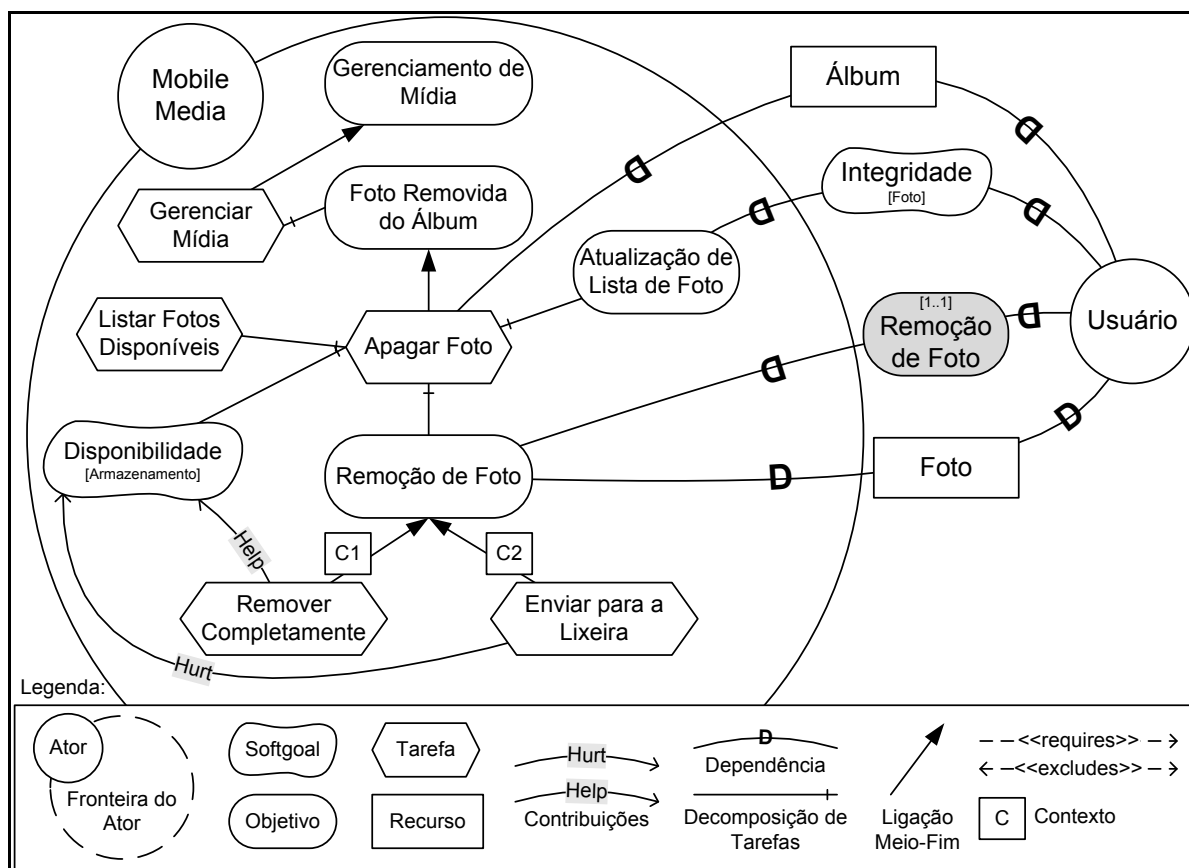 Mobile
Media
Gerenciamento de
Mídia
Álbum
D
D
Integridade
[Foto]
D
D
Foto Removida
do Álbum
Gerenciar
Mídia
Atualização de
Lista de Foto
Listar Fotos
Disponíveis
Apagar Foto
[1..1]
Remoção
de Foto
D
D
Usuário
Disponibilidade
[Armazenamento]
Remoção de Foto
D
Foto
D
Help
C1
C2
Remover
Completamente
Enviar para a
Lixeira
Hurt
Legenda:
Ator
Fronteira do
Ator
Softgoal
Objetivo
Tarefa
Recurso
Hurt
Help
Contribuições
D
Dependência
Decomposição de
Tarefas
Ligação
Meio-Fim
<<requires>>
<<excludes>>
C
Contexto